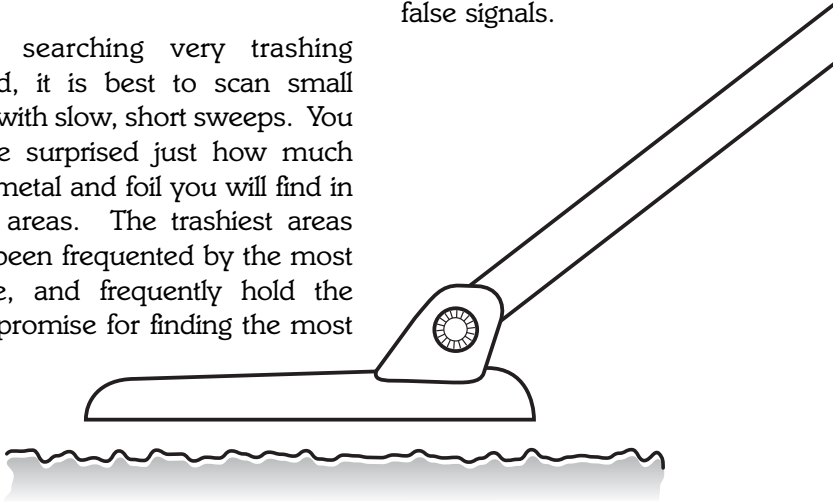 searching very trashing
d, it is best to scan small
with slow, short sweeps. You
e surprised just how much
metal and foil you will find in
areas. The trashiest areas
been frequented by the most
e, and frequently hold the
promise for finding the most
false signals.